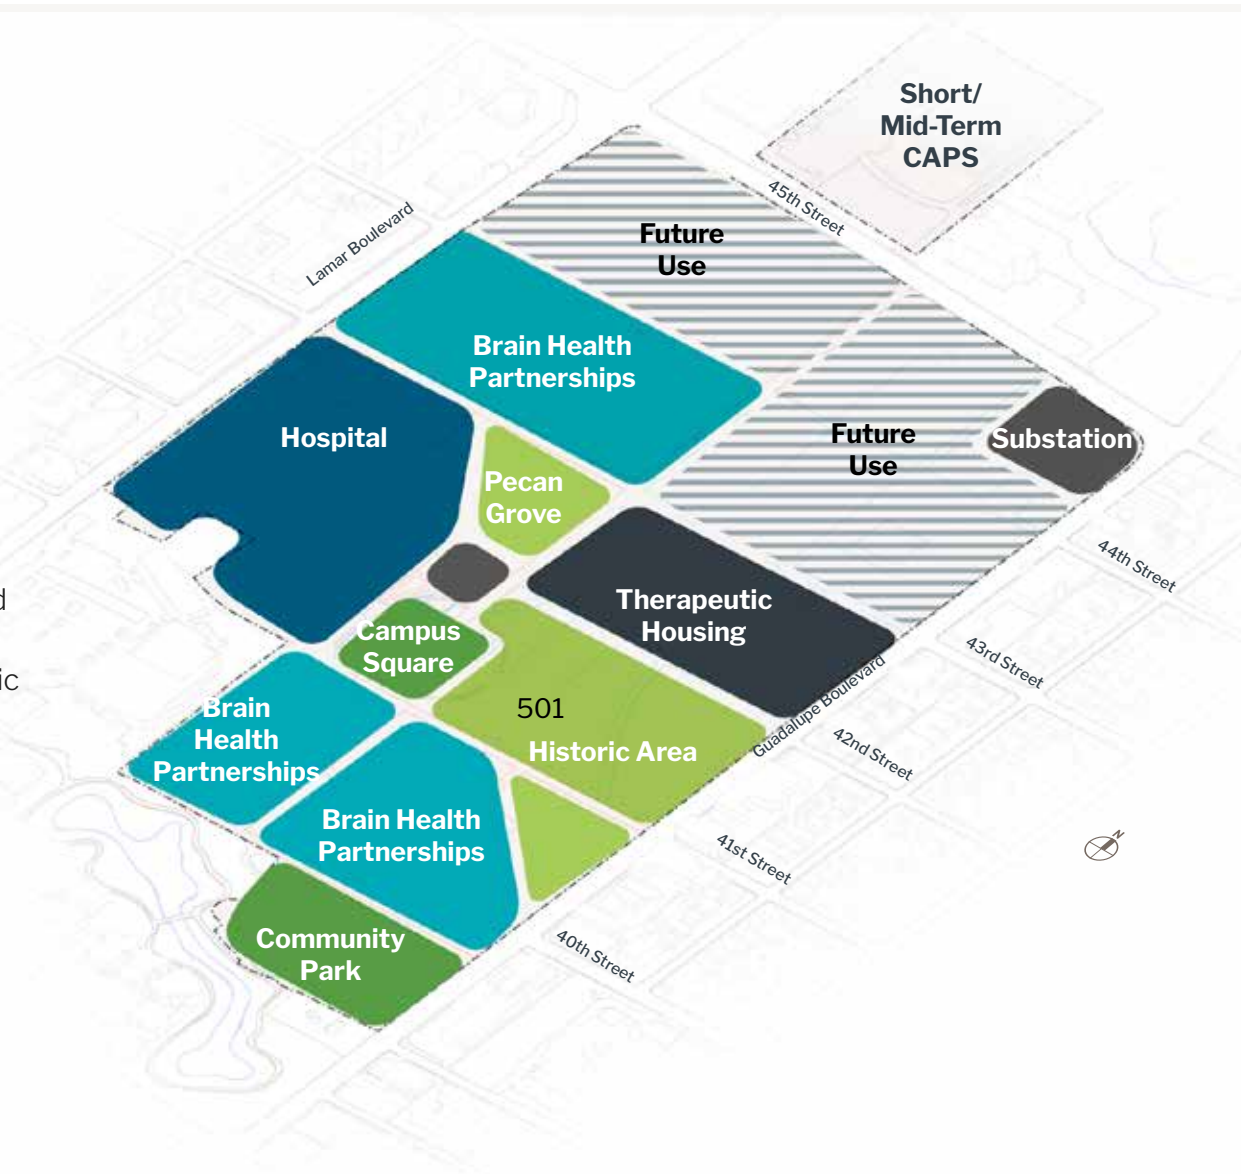 Short/
Mid-Term
CAPS
45th Street
Lamar Boulevard
Future
Use
Brain Health
Partnerships
Hospital
Future
Use
Substation
Pecan
Grove
44th Street
d
Therapeutic
Housing
Campus
Square
43rd Street
ic
Guadalupe Boulevard
Brain
Health
Partnerships
501
Historic Area
42nd Street
Brain Health
Partnerships
41st Street
N
Community
Park
40th Street